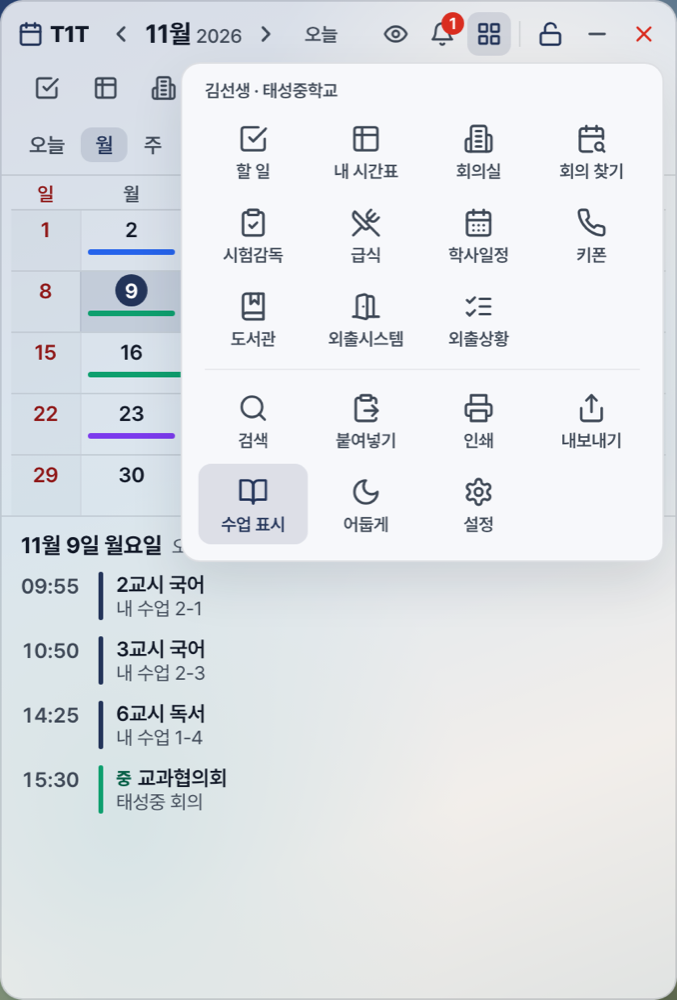 T1T 11월 2026 오늘 1
김선생 · 태성중학교
할 일 내 시간표 회의실 회의 찾기
시험감독 급식 학사일정 키폰
도서관 외출시스템 외출상황
검색 붙여넣기 인쇄 내보내기
수업 표시 어둡게 설정
오늘 월 주
일 월
1 2
8 9
15 16
22 23
29 30
11월 9일 월요일
09:55 2교시 국어
내 수업 2-1
10:50 3교시 국어
내 수업 2-3
14:25 6교시 독서
내 수업 1-4
15:30 중 교과협의회
태성중 회의